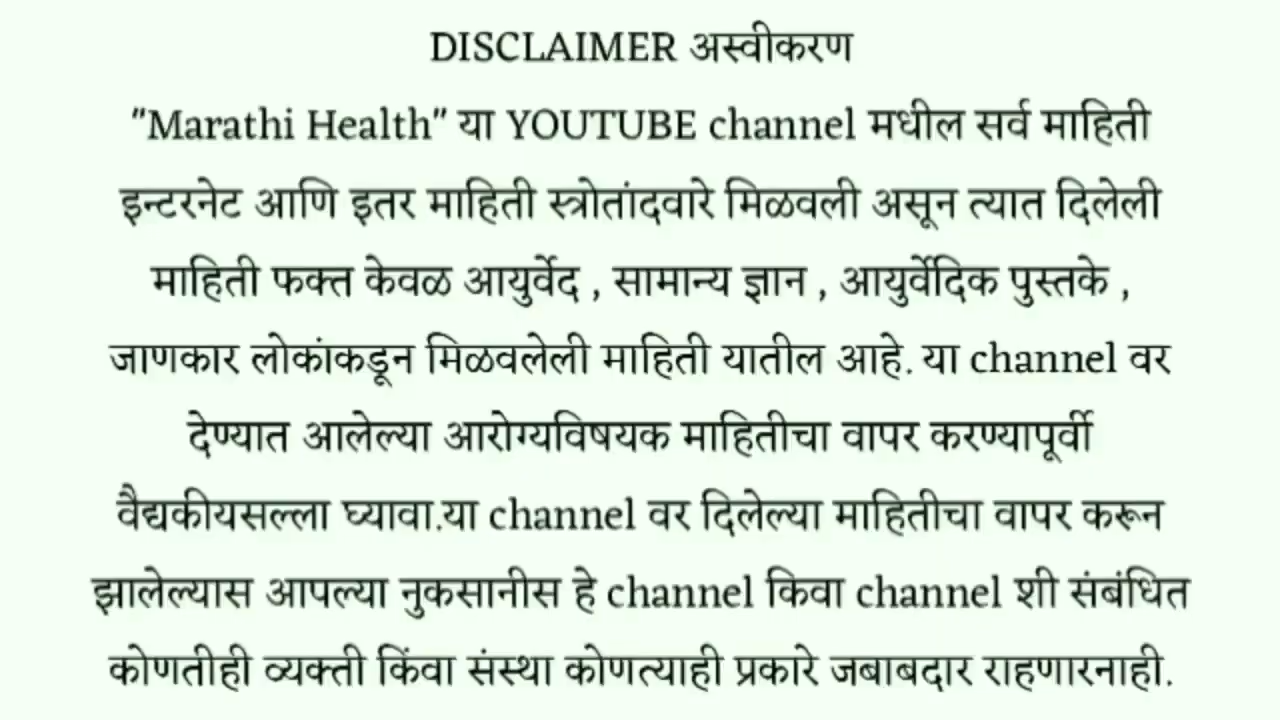 DISCLAIMER अस्वीकरण
"Marathi Health" या YOUTUBE channel मधील सर्व माहिती
इन्टरनेट आणि इतर माहिती स्त्रोतांदवारे मिळवली असून त्यात दिलेली
माहिती फक्त केवळ आयुर्वेद , सामान्य ज्ञान , आयुर्वेदिक पुस्तके ,
जाणकार लोकांकडून मिळवलेली माहिती यातील आहे. या channel वर
देण्यात आलेल्या आरोग्यविषयक माहितीचा वापर करण्यापूर्वी
वैद्यकीयसल्ला घ्यावा.या channel वर दिलेल्या माहितीचा वापर करून
झालेल्यास आपल्या नुकसानीस हे channel किवा channel शी संबंधित
कोणतीही व्यक्ती किंवा संस्था कोणत्याही प्रकारे जबाबदार राहणारनाही.